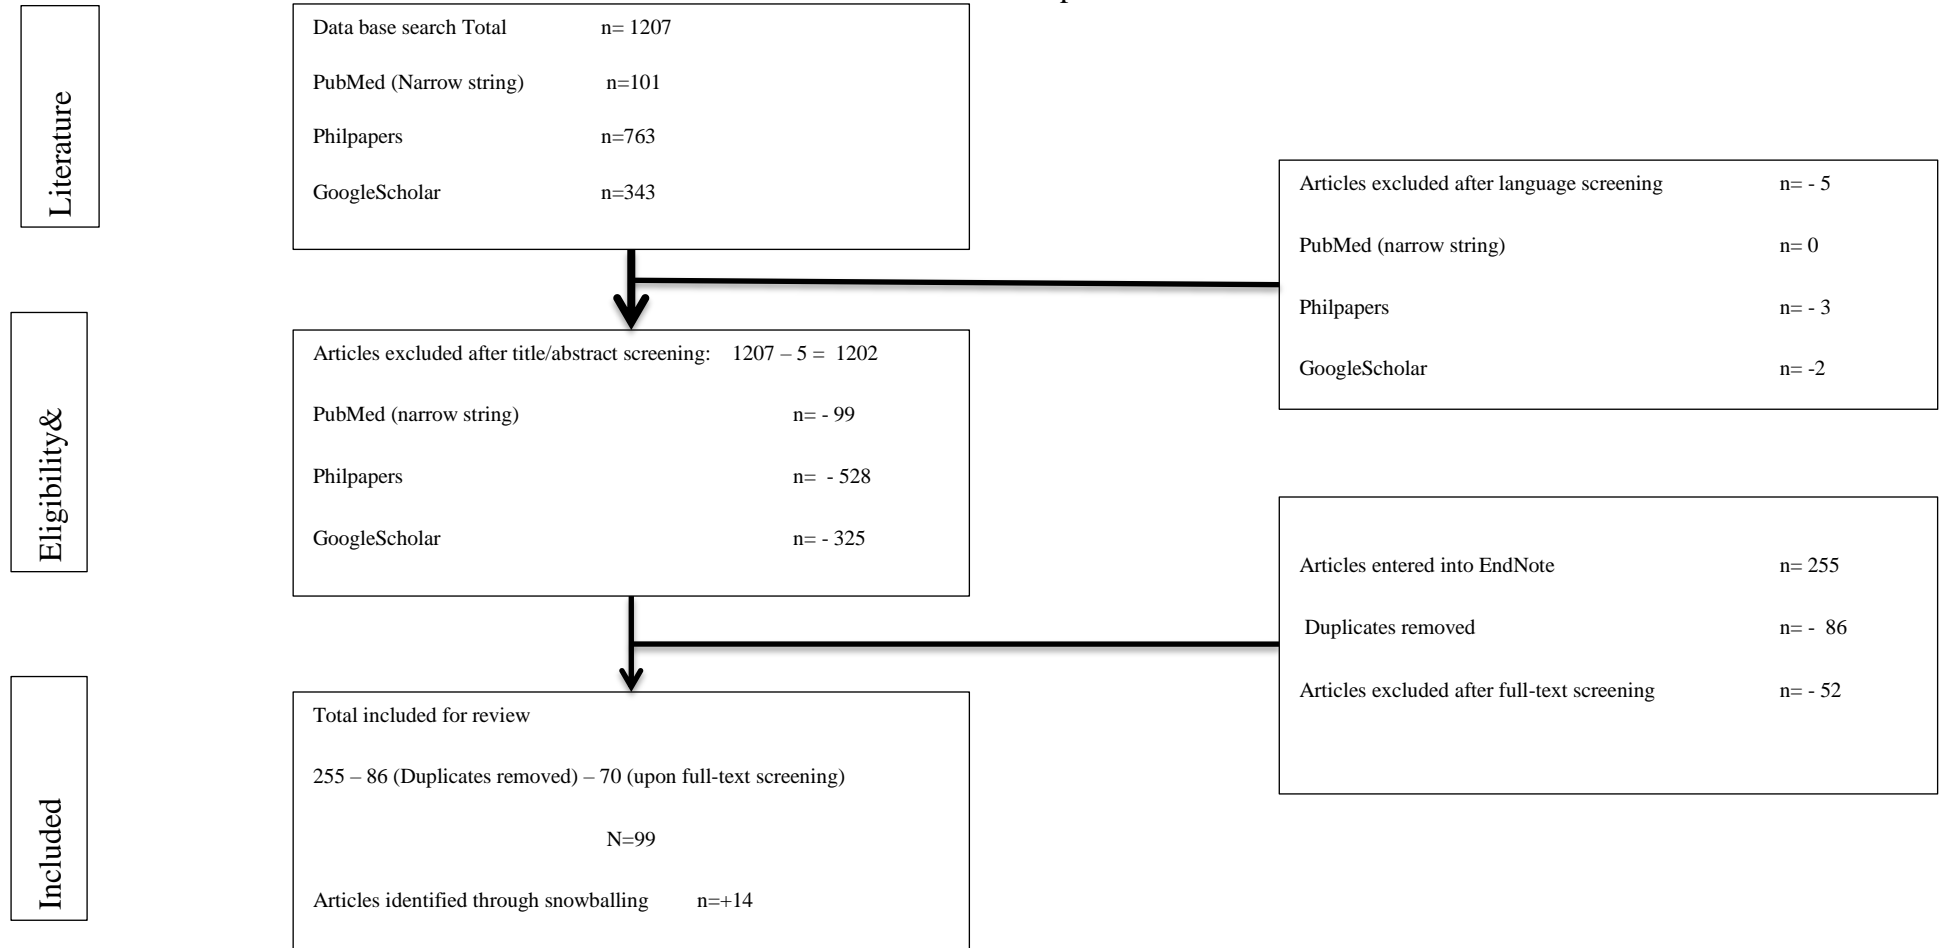 Literature
Data base search Total n= 1207
PubMed (Narrow string) n=101
Philpapers n=763
GoogleScholar n=343
Articles excluded after language screening n= - 5
PubMed (narrow string) n= 0
Philpapers n= - 3
GoogleScholar n= -2
Eligibility&
Articles excluded after title/abstract screening: 1207 – 5 = 1202
PubMed (narrow string) n= - 99
Philpapers n= - 528
GoogleScholar n= - 325
Articles entered into EndNote n= 255
Duplicates removed n= - 86
Articles excluded after full-text screening n= - 52
Included
Total included for review
255 – 86 (Duplicates removed) – 70 (upon full-text screening)
N=99
Articles identified through snowballing n=+14